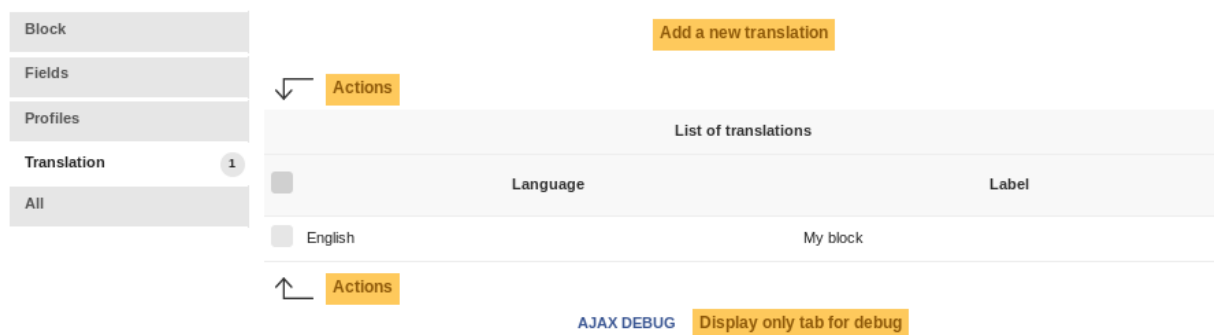 Block
Fields
Profiles
Translation 1
All
Add a new translation
Actions
List of translations
Language Label
English My block
Actions
AJAX DEBUG Display only tab for debug